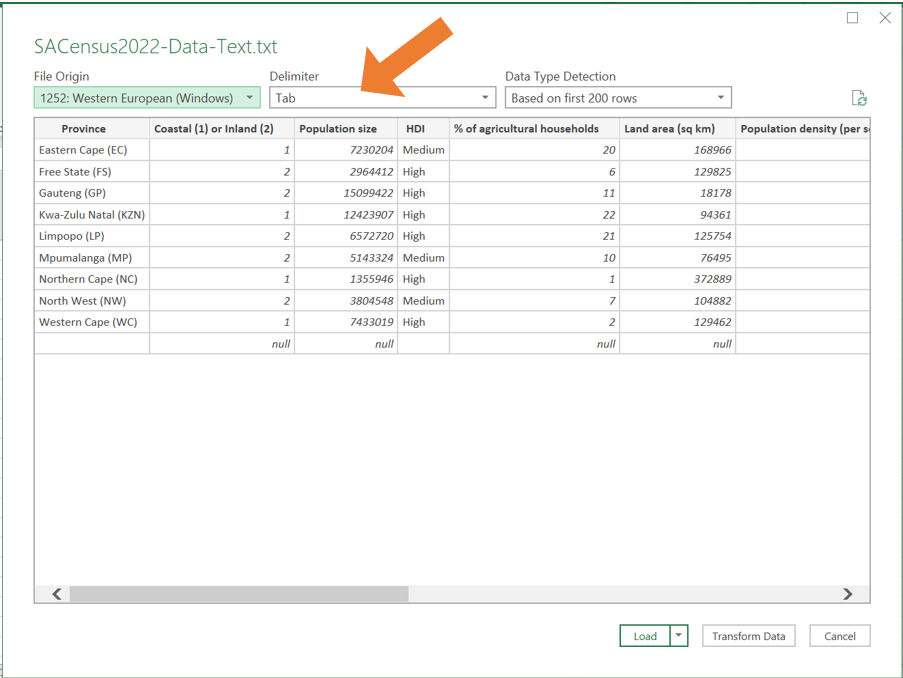 SACensus2022-Data-Text.txt
File Origin Delimiter Data Type Detection
1252: Western European (Windows) Tab Based on first 200 rows
Province Coastal (1) or Inland (2) Population size HDI % of agricultural households Land area (sq km) Population density (per
Eastern Cape (EC) 1 7230204 Medium 20 168966
Free State (FS) 2 2964412 High 6 129825
Gauteng (GP) 2 15099422 High 11 18178
Kwa-Zulu Natal (KZN) 1 12423907 High 22 94361
Limpopo (LP) 2 6572720 High 21 125754
Mpumalanga (MP) 2 5143324 Medium 10 76495
Northern Cape (NC) 1 1355946 High 1 372889
North West (NW) 2 3804548 Medium 7 104882
Western Cape (WC) 1 7433019 High 2 129462
null null null null
Load Transform Data Cancel